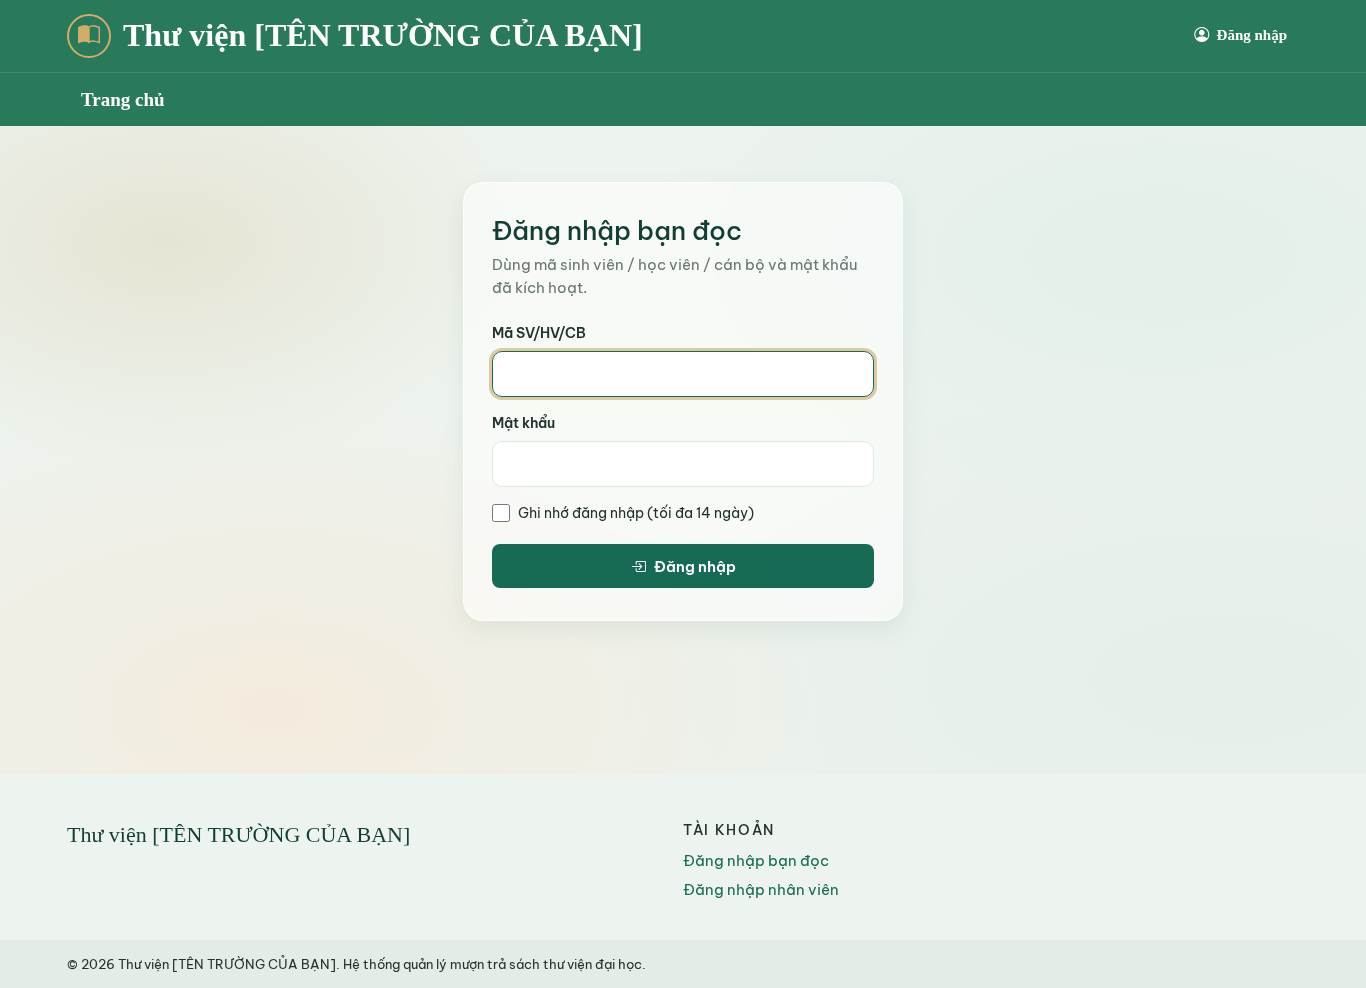 Thư viện [TÊN TRƯỜNG CỦA BẠN]
Đăng nhập
Trang chủ
Đăng nhập bạn đọc
Dùng mã sinh viên / học viên / cán bộ và mật khẩu
đã kích hoạt.
Mã SV/HV/CB
Mật khẩu
Ghi nhớ đăng nhập (tối đa 14 ngày)
Đăng nhập
Thư viện [TÊN TRƯỜNG CỦA BẠN]
TÀI KHOẢN
Đăng nhập bạn đọc
Đăng nhập nhân viên
© 2026 Thư viện [TÊN TRƯỜNG CỦA BẠN]. Hệ thống quản lý mượn trả sách thư viện đại học.